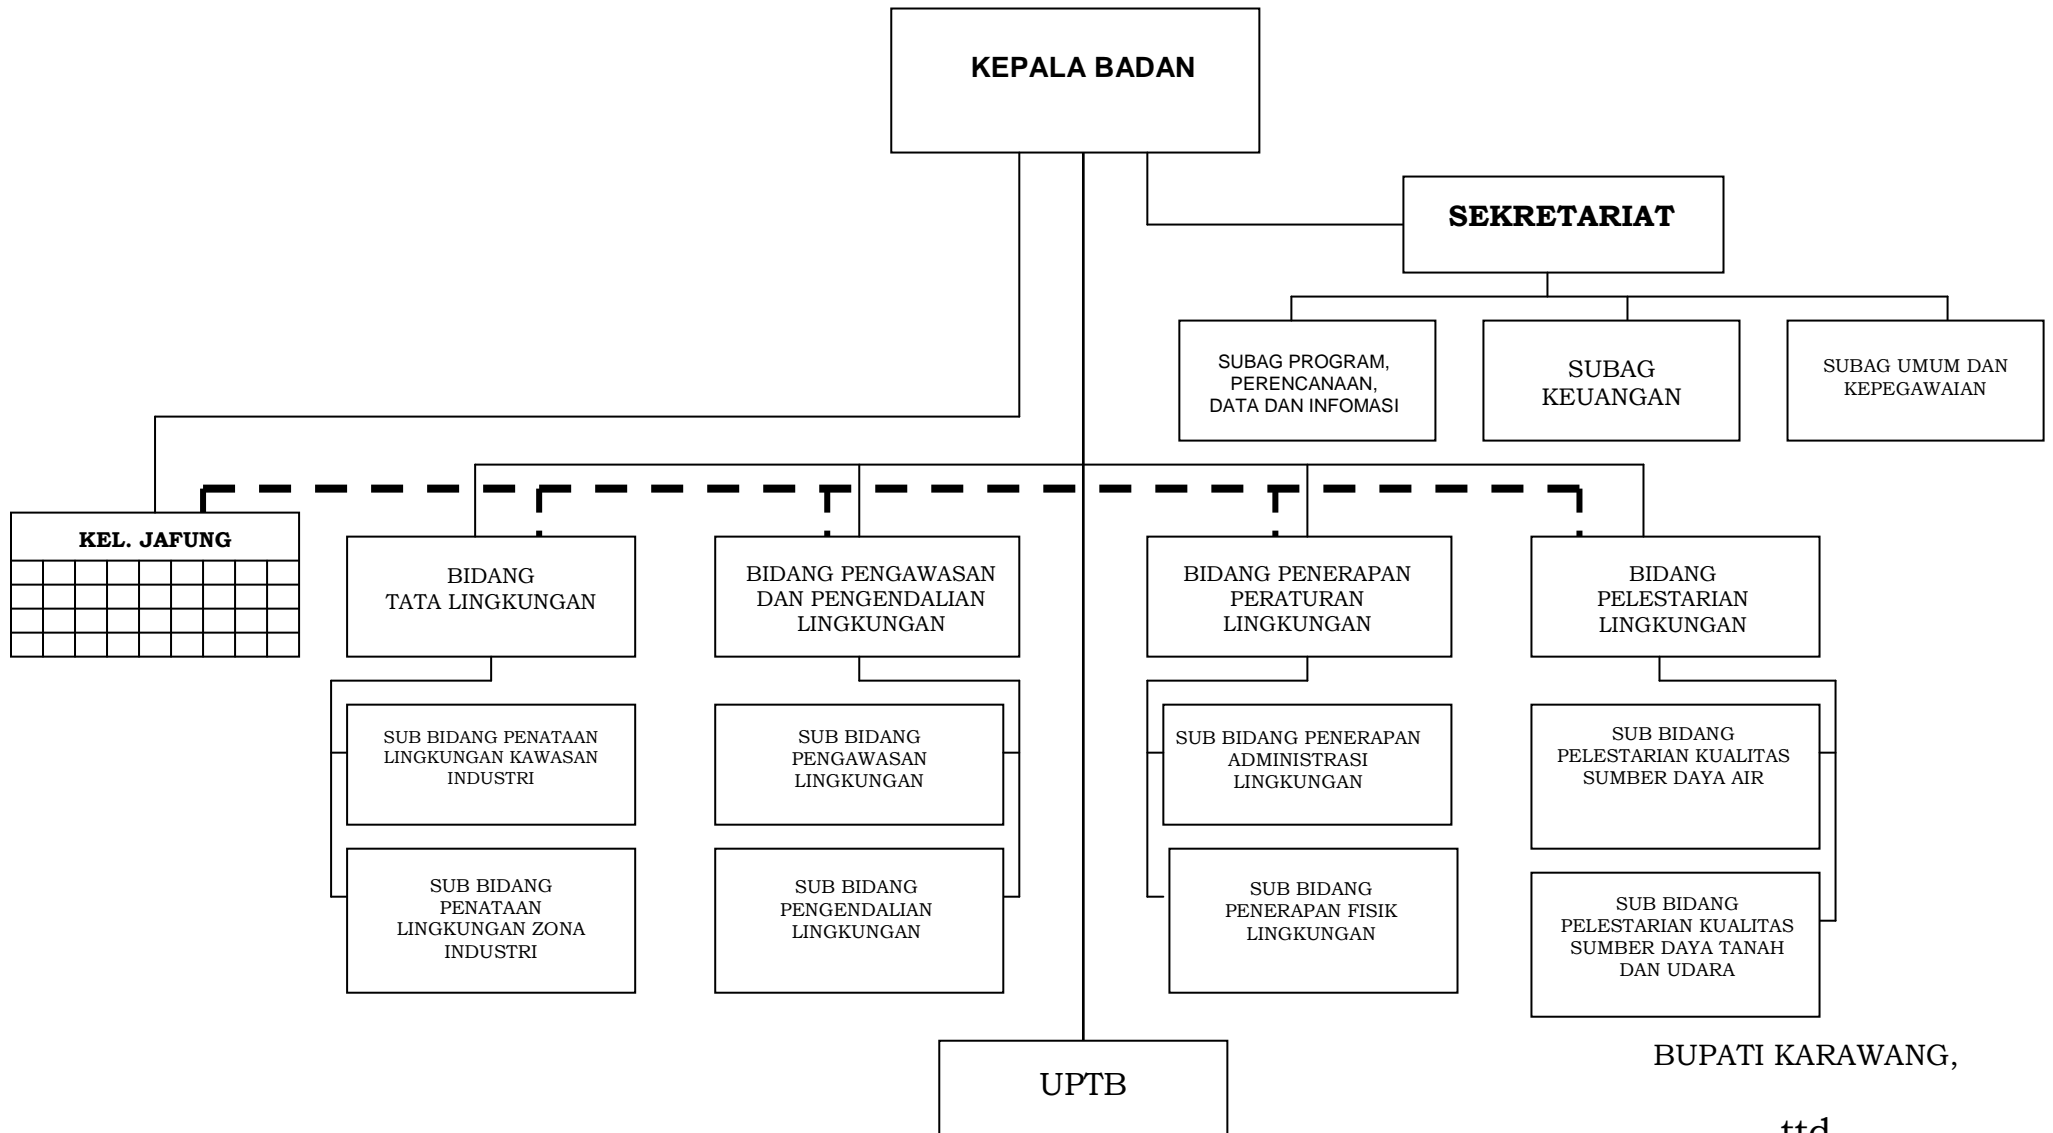 KEPALA BADAN
SEKRETARIAT
SUBAG PROGRAM,
PERENCANAAN,
DATA DAN INFOMASI
SUBAG
KEUANGAN
SUBAG UMUM DAN
KEPEGAWAIAN
KEL. JAFUNG
BIDANG
TATA LINGKUNGAN
BIDANG PENGAWASAN
DAN PENGENDALIAN
LINGKUNGAN
BIDANG PENERAPAN
PERATURAN
LINGKUNGAN
BIDANG
PELESTARIAN
LINGKUNGAN
SUB BIDANG PENATAAN
LINGKUNGAN KAWASAN
INDUSTRI
SUB BIDANG
PENGAWASAN
LINGKUNGAN
SUB BIDANG PENERAPAN
ADMINISTRASI
LINGKUNGAN
SUB BIDANG
PELESTARIAN KUALITAS
SUMBER DAYA AIR
SUB BIDANG
PENATAAN
LINGKUNGAN ZONA
INDUSTRI
SUB BIDANG
PENGENDALIAN
LINGKUNGAN
SUB BIDANG
PENERAPAN FISIK
LINGKUNGAN
SUB BIDANG
PELESTARIAN KUALITAS
SUMBER DAYA TANAH
DAN UDARA
UPTB
BUPATI KARAWANG,
ttd